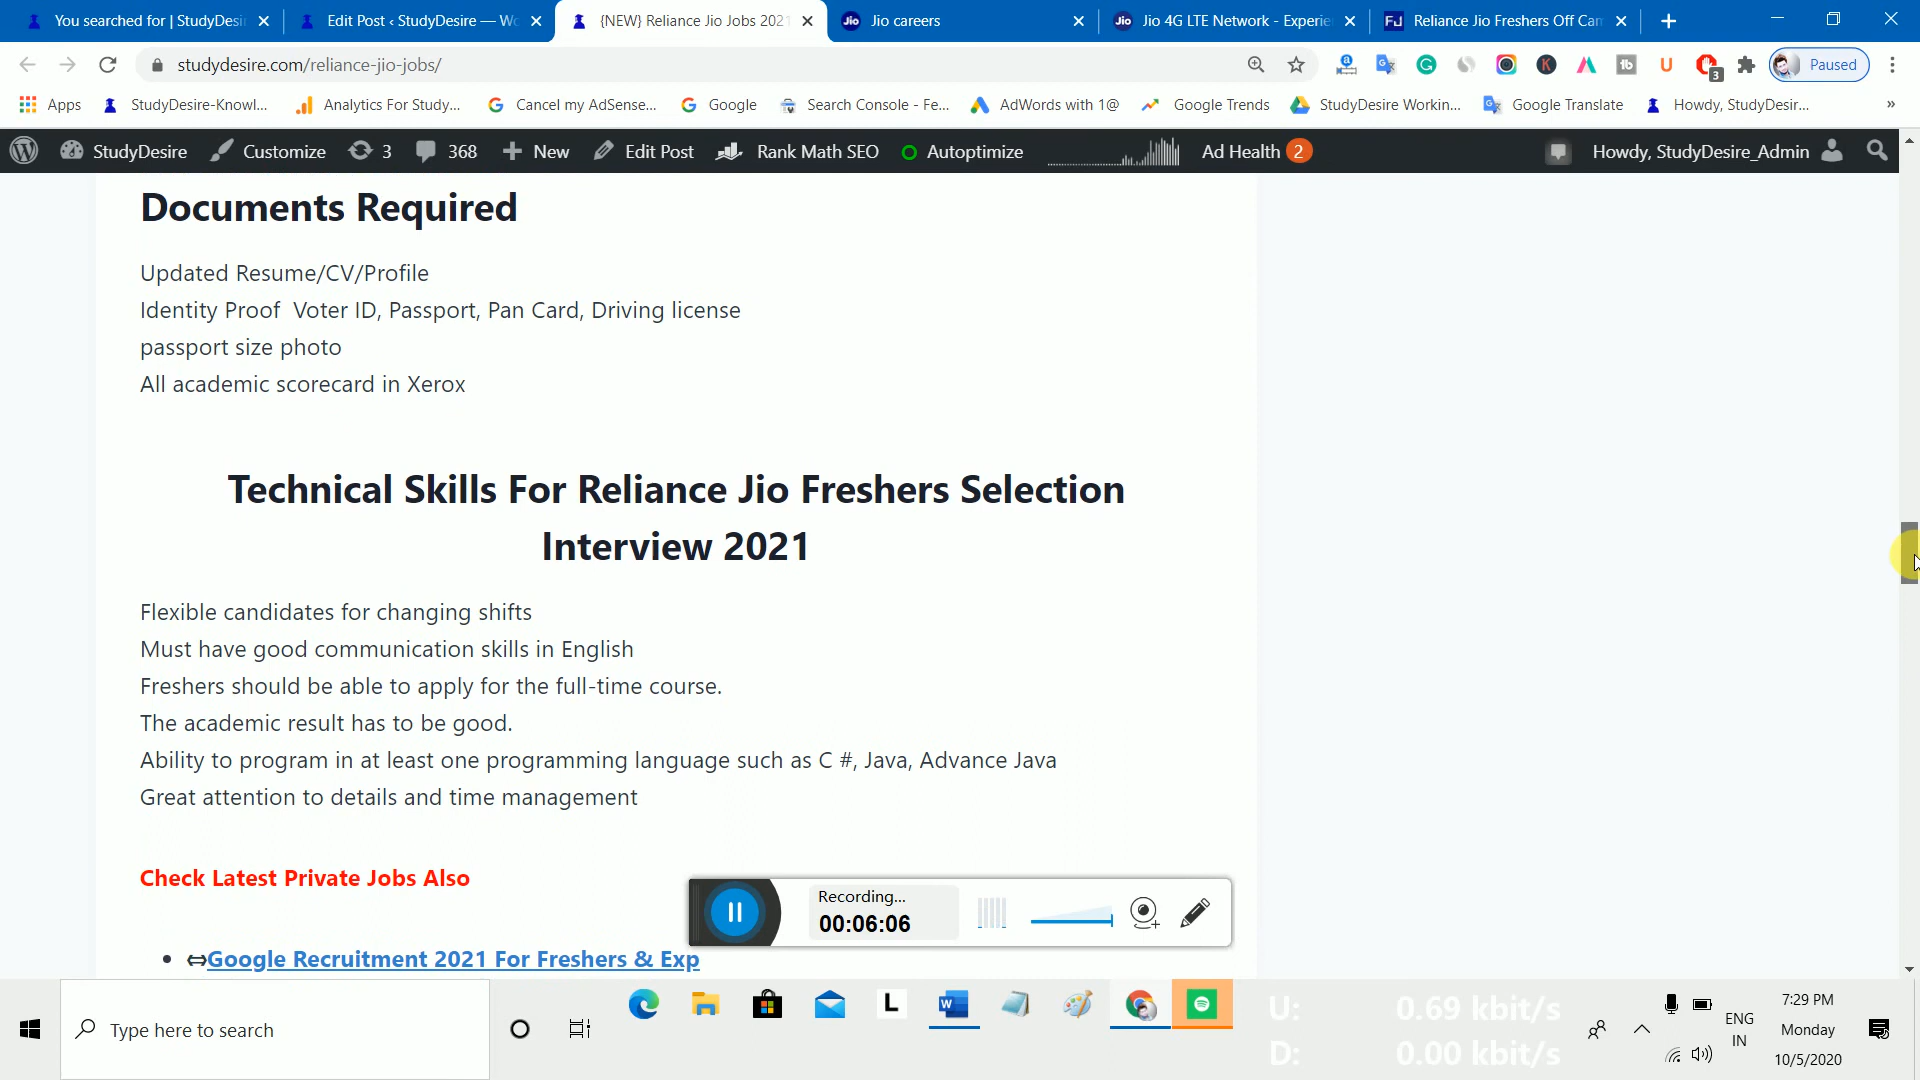 You searched for | StudyDesi
Edit Post ‹ StudyDesire — Wo
{NEW} Reliance Jio Jobs 2021
Jio careers
Jio 4G LTE Network - Experie
Reliance Jio Freshers Off Cam
studydesire.com/reliance-jio-jobs/
3
Paused
Apps
StudyDesire-Knowl...
Analytics For Study...
Cancel my AdSense...
Google
Search Console - Fe...
AdWords with 1@
Google Trends
StudyDesire Workin...
Google Translate
Howdy, StudyDesir...
»
StudyDesire
Customize
3
368
New
Edit Post
Rank Math SEO
Autoptimize
Ad Health 2
Howdy, StudyDesire_Admin
Documents Required
Updated Resume/CV/Profile
Identity Proof  Voter ID, Passport, Pan Card, Driving license
passport size photo
All academic scorecard in Xerox
Technical Skills For Reliance Jio Freshers Selection
Interview 2021
Flexible candidates for changing shifts
Must have good communication skills in English
Freshers should be able to apply for the full-time course.
The academic result has to be good.
Ability to program in at least one programming language such as C #, Java, Advance Java
Great attention to details and time management
Check Latest Private Jobs Also
⇔Google Recruitment 2021 For Freshers & Exp
Recording...
00:06:06
Type here to search
U: 0.69 kbit/s
D: 0.00 kbit/s
ENG
IN
7:29 PM
Monday
10/5/2020